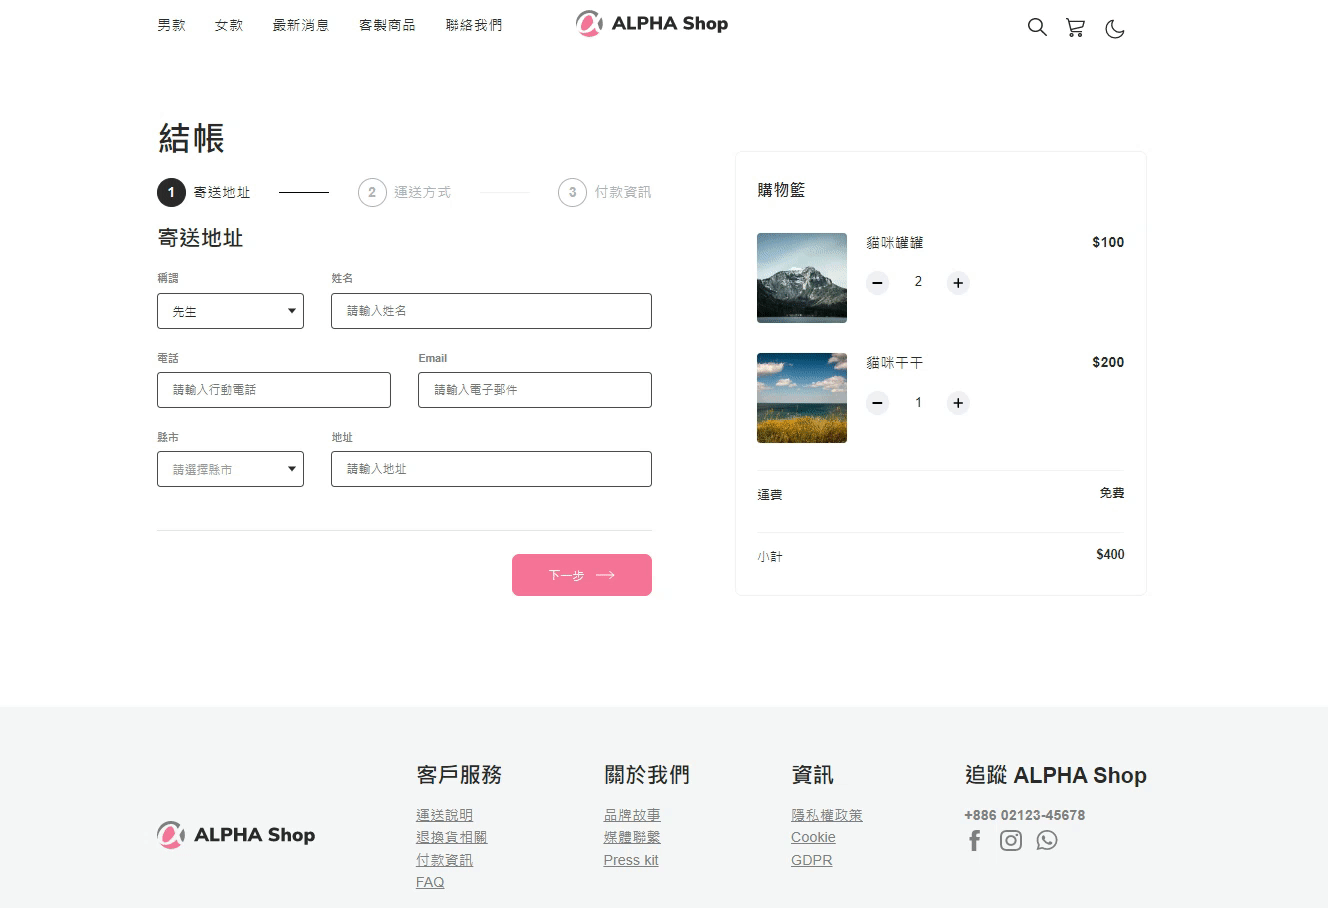 男款 女款 最新消息 客製商品 聯絡我們 ALPHA Shop
結帳
1 寄送地址 2 運送方式 3 付款資訊
寄送地址
稱謂 姓名
先生 請輸入姓名
電話 Email
請輸入行動電話 請輸入電子郵件
縣市 地址
請選擇縣市 請輸入地址
下一步
購物籃
貓咪罐罐 $100
2
貓咪干干 $200
1
運費 免費
小計 $400
ALPHA Shop
客戶服務
運送說明
退換貨相關
付款資訊
FAQ
關於我們
品牌故事
媒體聯繫
Press kit
資訊
隱私權政策
Cookie
GDPR
追蹤 ALPHA Shop
+886 02123-45678